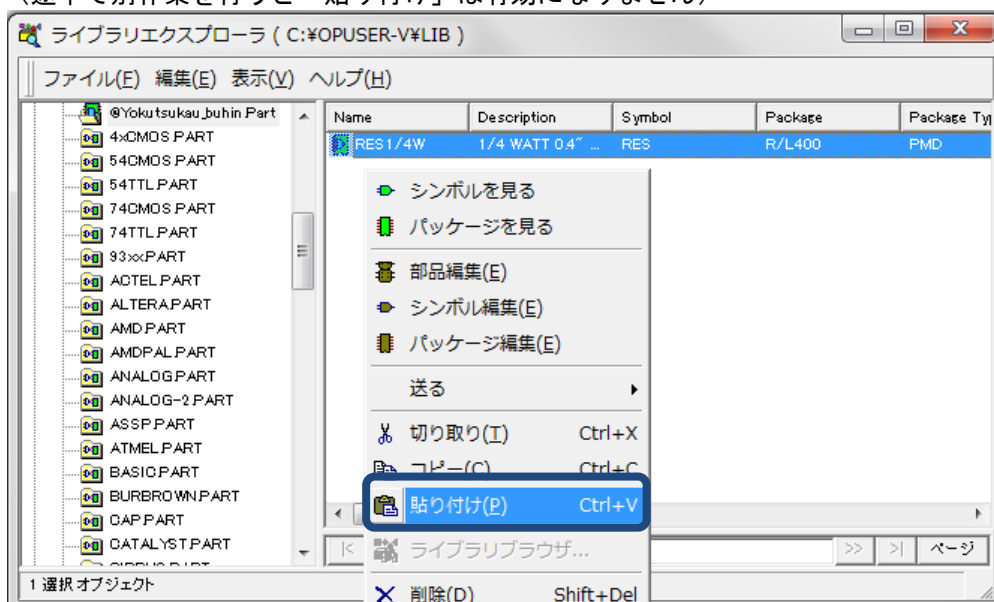 ライブラリエクスプローラ ( C:¥OPUSER-V¥LIB )
ファイル(F) 編集(E) 表示(V) ヘルプ(H)
@Yokutsukau_buhin.Part
4xCMOS.PART
54CMOS.PART
54TTL.PART
74CMOS.PART
74TTL.PART
93xx.PART
ACTEL.PART
ALTERA.PART
AMD.PART
AMDPAL.PART
ANALOG.PART
ANALOG-2.PART
ASSP.PART
ATMEL.PART
BASIC.PART
BURBROWN.PART
CAP.PART
CATALYST.PART
Name Description Symbol Package Package Typ
RES1/4W 1/4 WATT 0.4~ ... RES R/L400 PMD
シンボルを見る
パッケージを見る
部品編集(E)
シンボル編集(E)
パッケージ編集(E)
送る
切り取り(T) Ctrl+X
コピー(C) Ctrl+C
貼り付け(P) Ctrl+V
ライブラリブラウザ...
削除(D) Shift+Del
|< >> >| ページ
1 選択オブジェクト